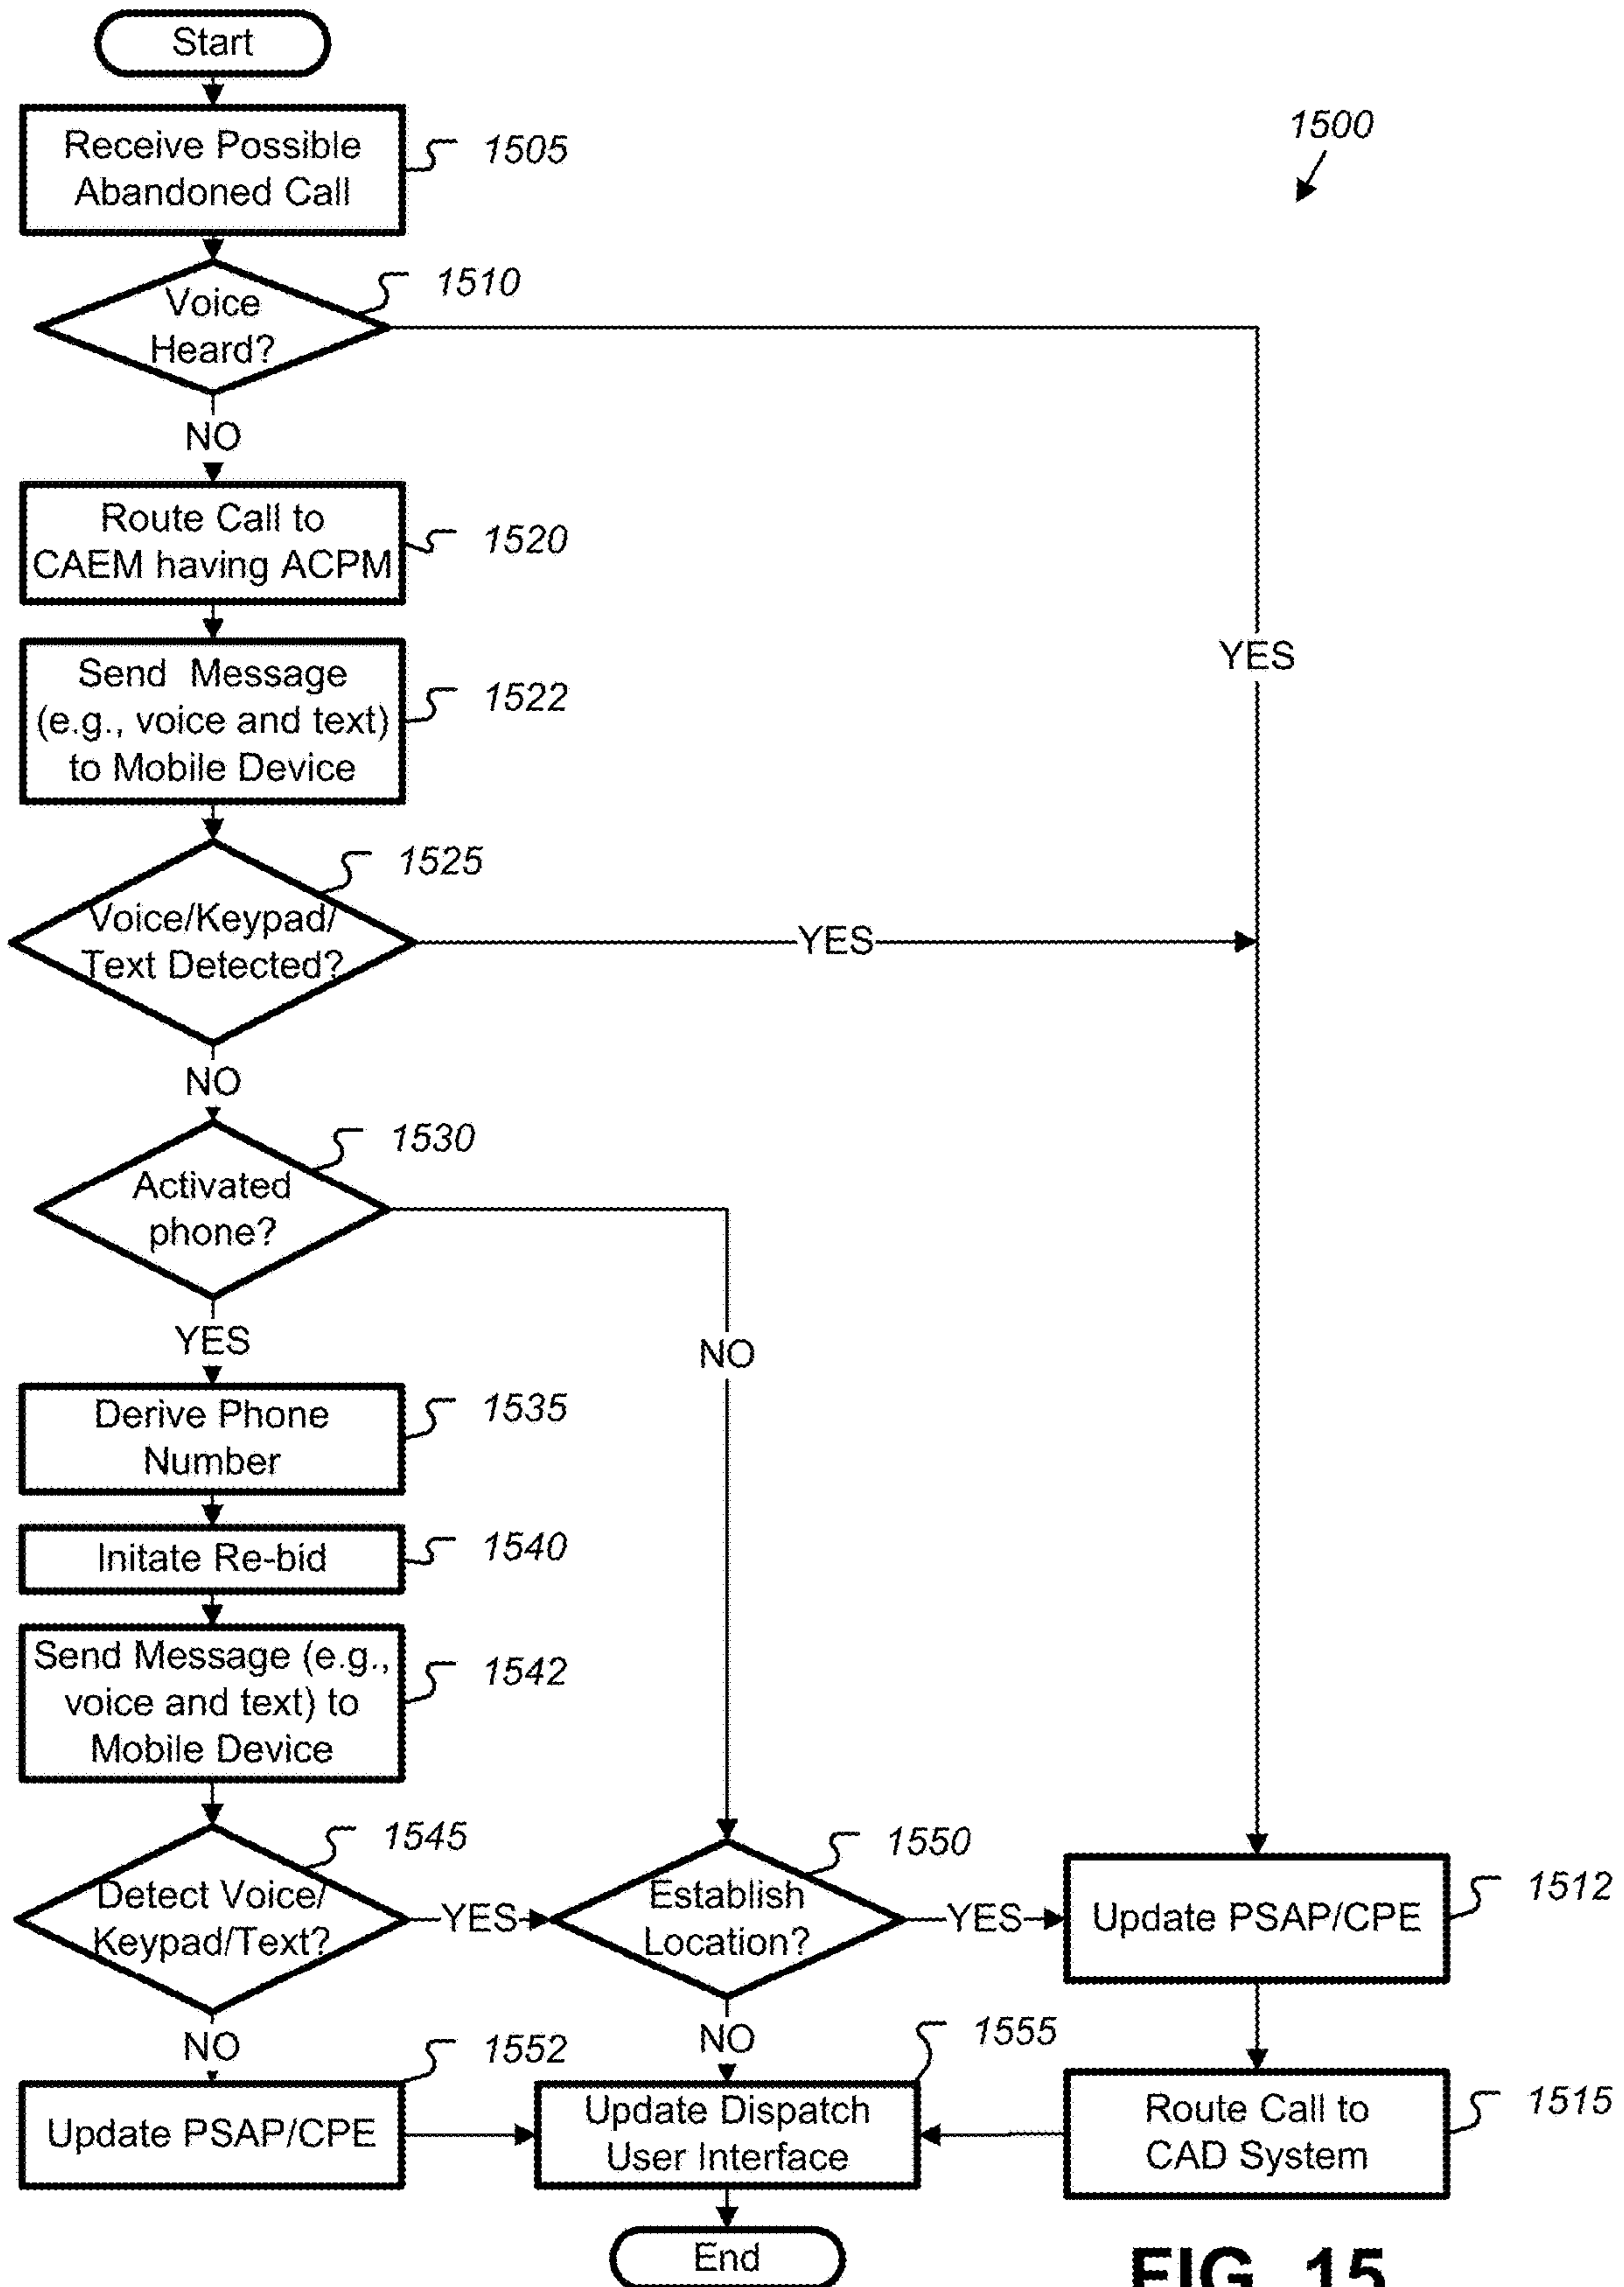 Start
Receive Possible
Abandoned Call
1505
1500
Voice
Heard?
1510
NO
Route Call to
CAEM having ACPM
1520
YES
Send Message
(e.g., voice and text)
to Mobile Device
1522
Voice/Keypad/
Text Detected?
1525
YES
NO
Activated
phone?
1530
YES
NO
Derive Phone
Number
1535
Initate Re-bid
1540
Send Message (e.g.,
voice and text) to
Mobile Device
1542
Detect Voice/
Keypad/Text?
1545
YES
Establish
Location?
1550
YES
Update PSAP/CPE
1512
NO
NO
Update PSAP/CPE
1552
Update Dispatch
User Interface
1555
Route Call to
CAD System
1515
End
FIG. 15